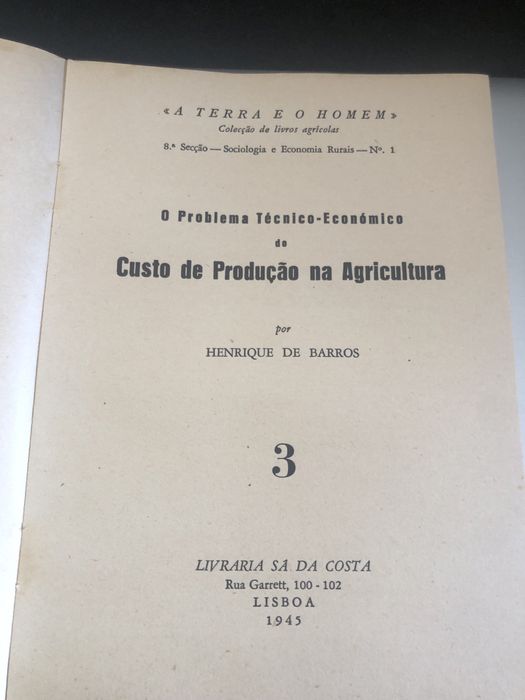 «A TERRA E O HOMEM»
Colecção de livros agrícolas
8.ª Secção — Sociologia e Economia Rurais — Nº. 1
O Problema Técnico-Económico
do
Custo de Produção na Agricultura
por
HENRIQUE DE BARROS
3
LIVRARIA SÁ DA COSTA
Rua Garrett, 100-102
LISBOA
1945